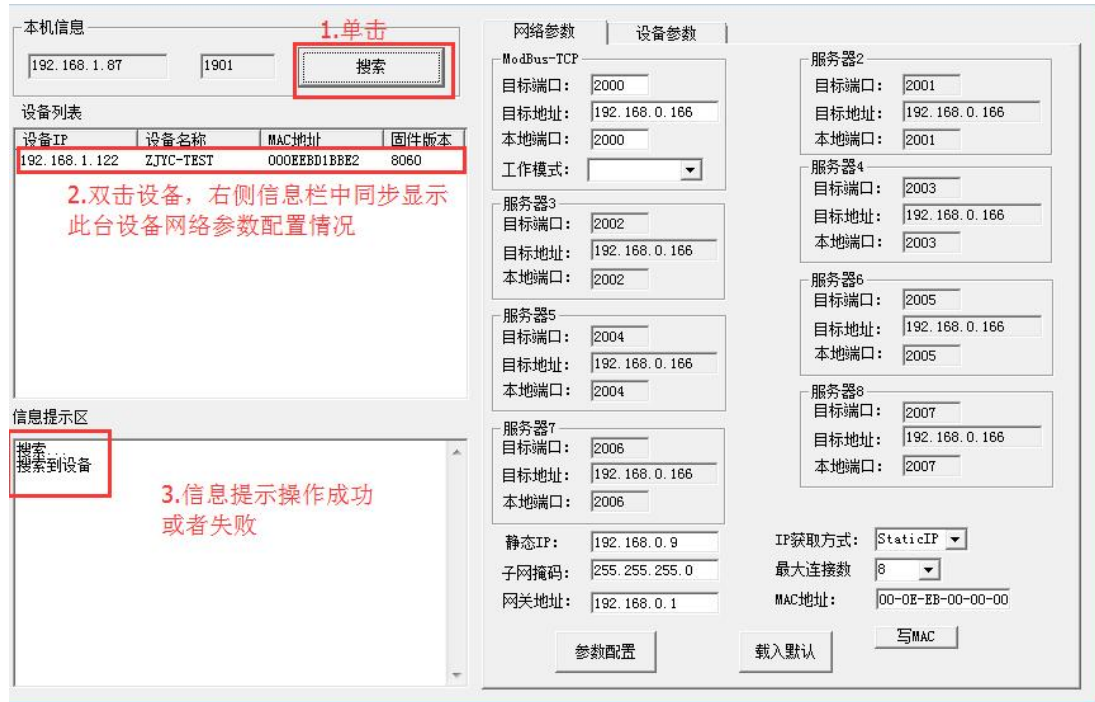 本机信息
1.单击
192.168.1.87
1901
搜索
设备列表
设备IP 设备名称 MAC地址 固件版本
192.168.1.122 ZJYC-TEST 000EEBD1BBE2 8060
2.双击设备，右侧信息栏中同步显示
此台设备网络参数配置情况
信息提示区
搜索...
搜索到设备
3.信息提示操作成功
或者失败
网络参数 设备参数
ModBus-TCP
目标端口： 2000
目标地址： 192.168.0.166
本地端口： 2000
工作模式：
服务器2
目标端口： 2001
目标地址： 192.168.0.166
本地端口： 2001
服务器3
目标端口： 2002
目标地址： 192.168.0.166
本地端口： 2002
服务器4
目标端口： 2003
目标地址： 192.168.0.166
本地端口： 2003
服务器5
目标端口： 2004
目标地址： 192.168.0.166
本地端口： 2004
服务器6
目标端口： 2005
目标地址： 192.168.0.166
本地端口： 2005
服务器7
目标端口： 2006
目标地址： 192.168.0.166
本地端口： 2006
服务器8
目标端口： 2007
目标地址： 192.168.0.166
本地端口： 2007
静态IP： 192.168.0.9
子网掩码： 255.255.255.0
网关地址： 192.168.0.1
IP获取方式： StaticIP
最大连接数 8
MAC地址： 00-0E-EB-00-00-00
参数配置
载入默认
写MAC